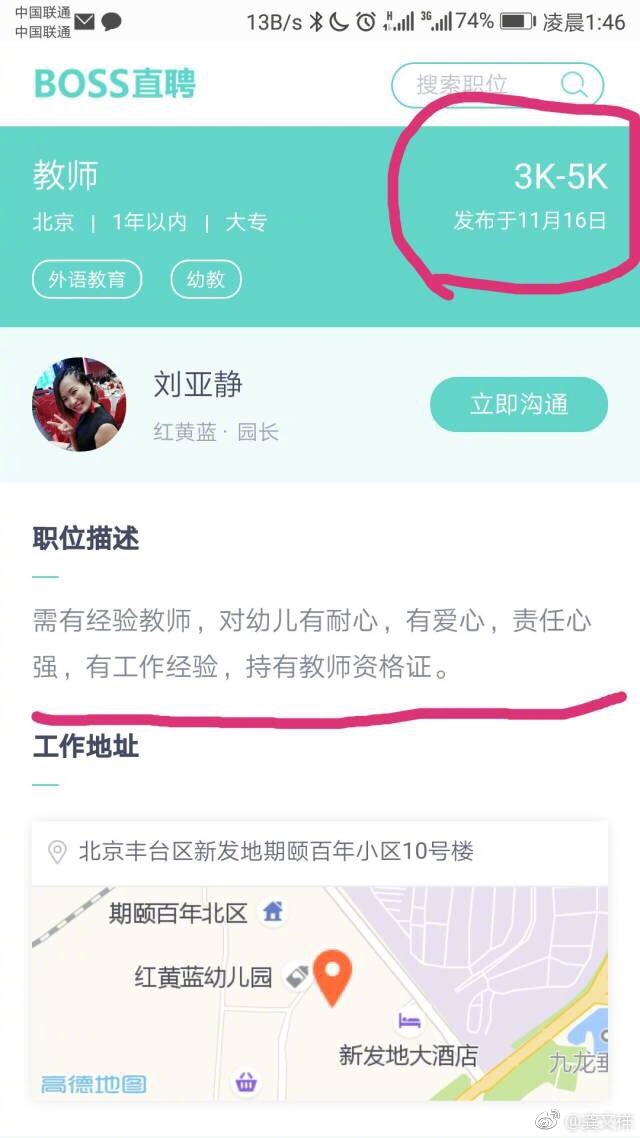 中国联通
中国联通
13B/s
H
3G
74%
凌晨1:46
BOSS直聘
搜索职位
教师
3K-5K
北京 | 1年以内 | 大专
发布于11月16日
外语教育
幼教
刘亚静
红黄蓝 · 园长
立即沟通
职位描述
需有经验教师，对幼儿有耐心，有爱心，责任心
强，有工作经验，持有教师资格证。
工作地址
北京丰台区新发地期颐百年小区10号楼
期颐百年北区
红黄蓝幼儿园
新发地大酒店
九龙
高德地图